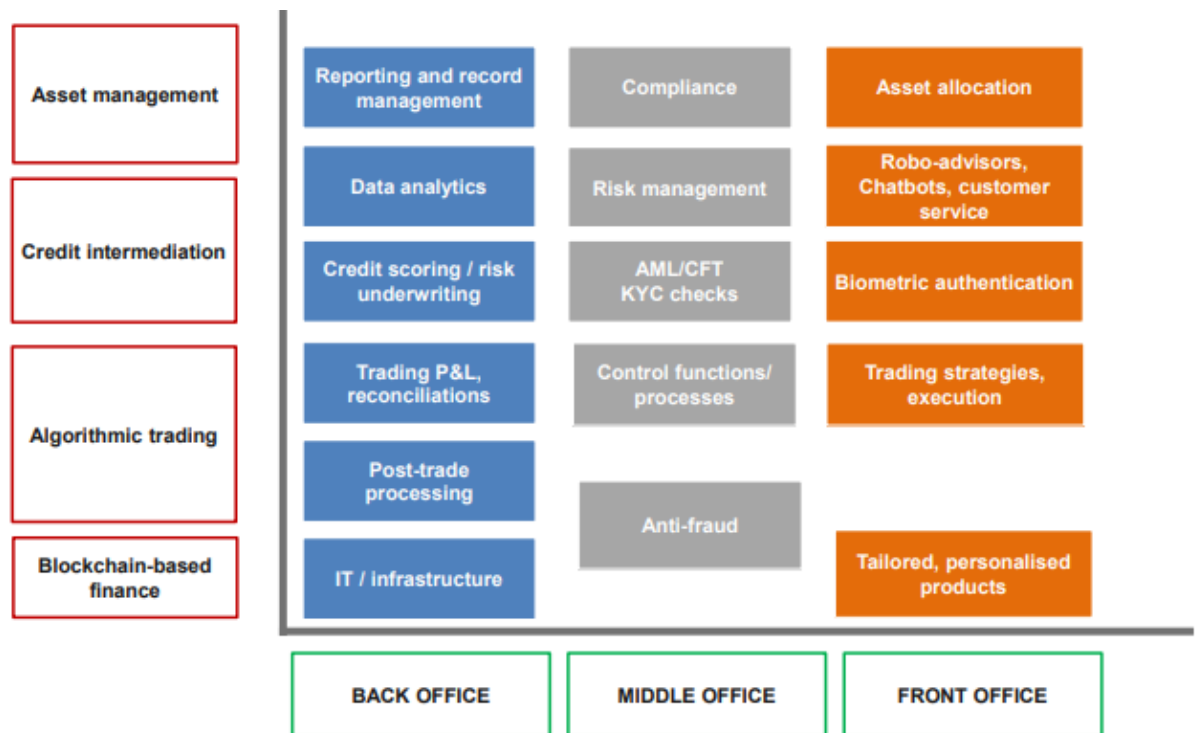 Asset management
Credit intermediation
Algorithmic trading
Blockchain-based
finance
Reporting and record
management
Data analytics
Credit scoring / risk
underwriting
Trading P&L,
reconciliations
Post-trade
processing
IT / infrastructure
Compliance
Risk management
AML/CFT
KYC checks
Control functions/
processes
Anti-fraud
Asset allocation
Robo-advisors,
Chatbots, customer
service
Biometric authentication
Trading strategies,
execution
Tailored, personalised
products
BACK OFFICE
MIDDLE OFFICE
FRONT OFFICE